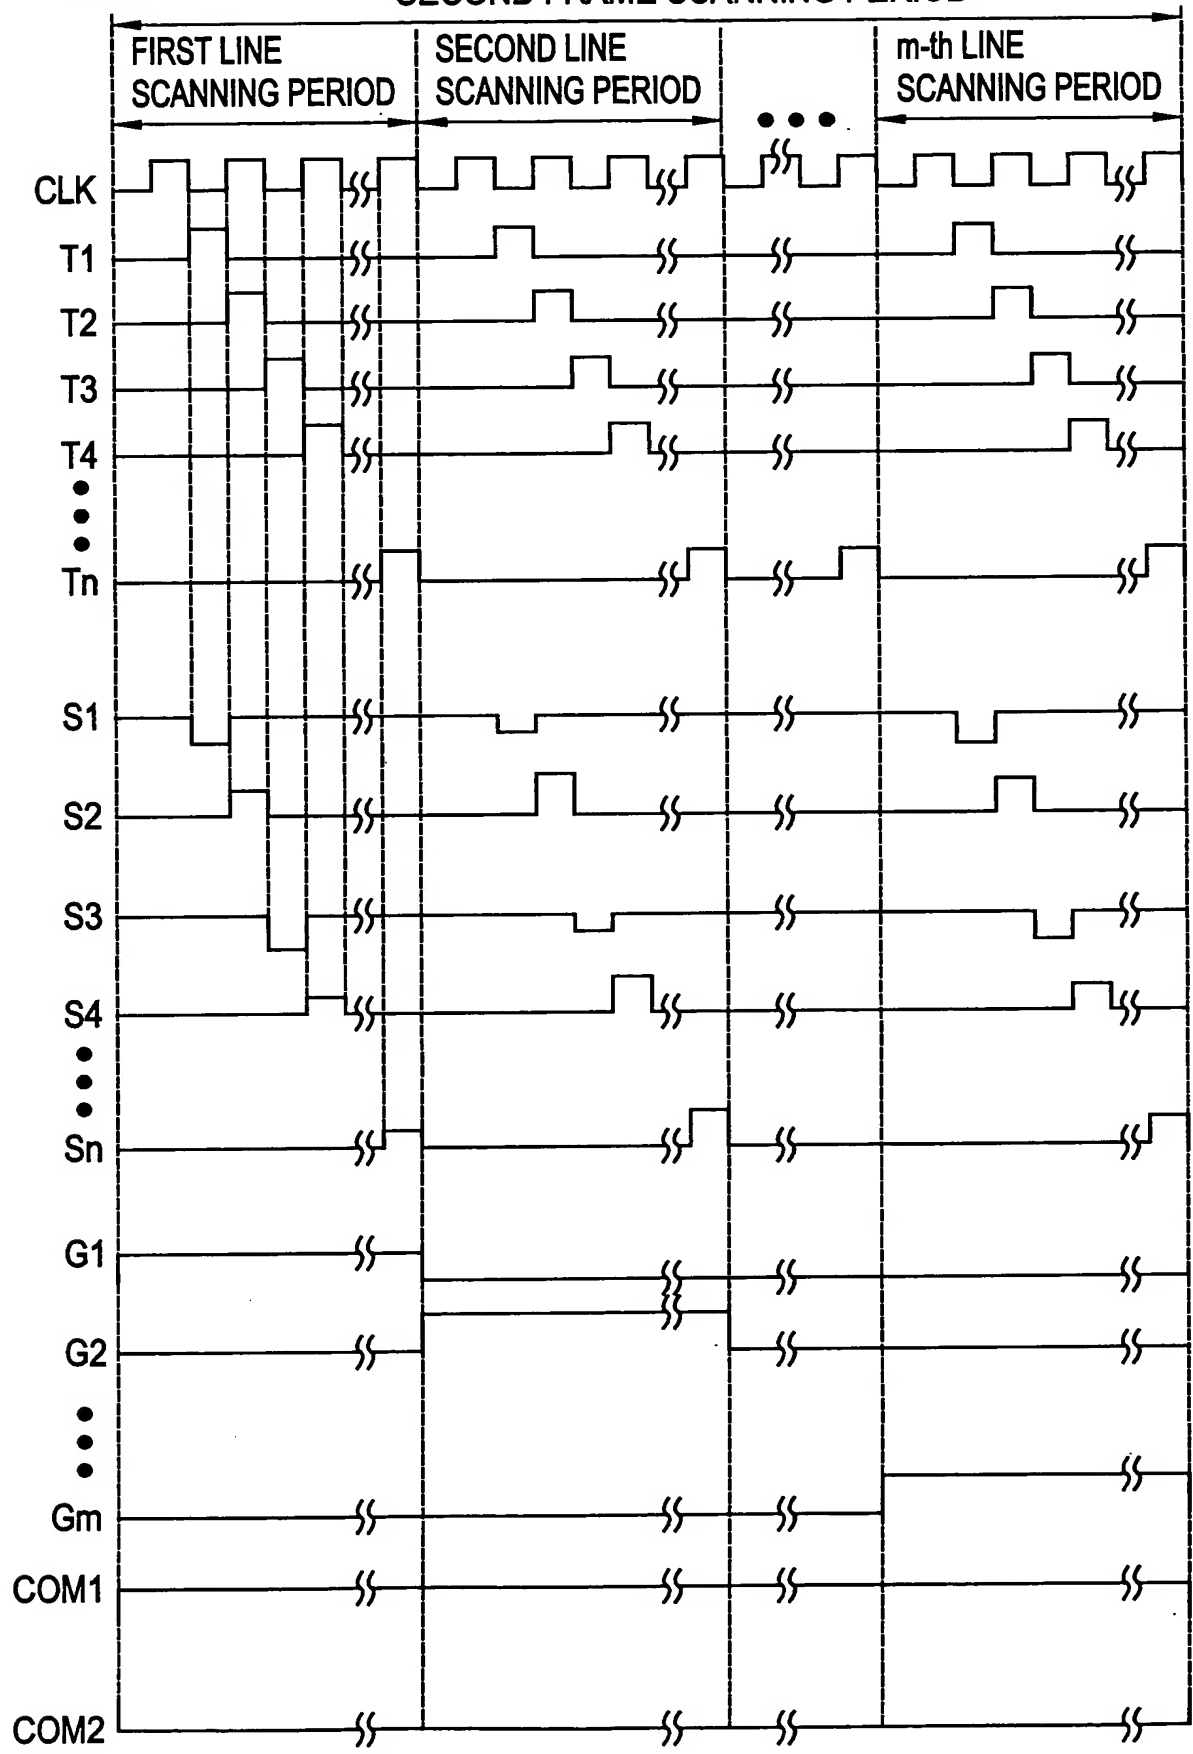 SECOND FRAME SCANNING PERIOD
FIRST LINE
SCANNING PERIOD
SECOND LINE
SCANNING PERIOD
m-th LINE
SCANNING PERIOD
CLK
T1
T2
T3
T4
Tn
S1
S2
S3
S4
Sn
G1
G2
Gm
COM1
COM2